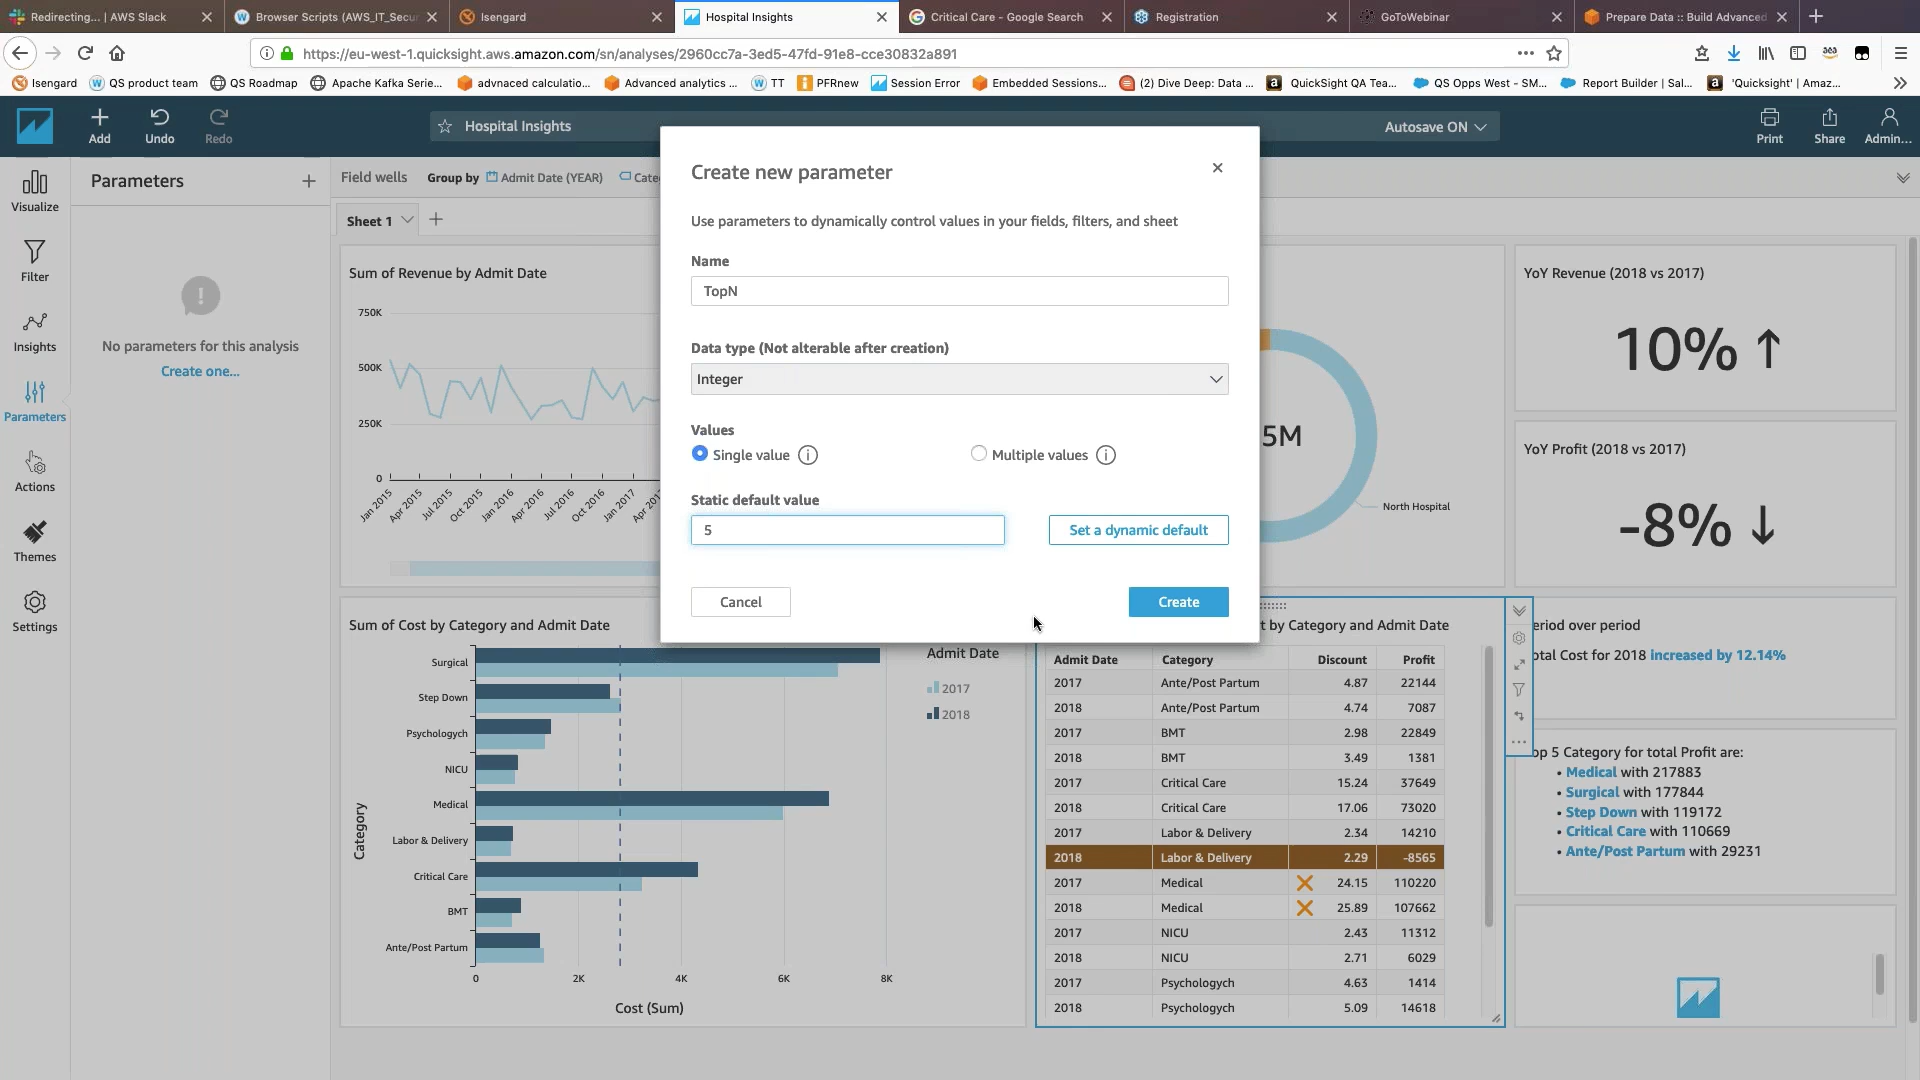 Redirecting... | AWS Slack
Browser Scripts (AWS_IT_Secur
Isengard
Hospital Insights
Critical Care - Google Search
Registration
GoToWebinar
Prepare Data :: Build Advanced
https://eu-west-1.quicksight.aws.amazon.com/sn/analyses/2960cc7a-3ed5-47fd-91e8-cce30832a891
Isengard
QS product team
QS Roadmap
Apache Kafka Serie...
advnaced calculatio...
Advanced analytics ...
TT
PFRnew
Session Error
Embedded Sessions...
(2) Dive Deep: Data ...
QuickSight QA Tea...
QS Opps West - SM...
Report Builder | Sal...
'Quicksight' | Amaz...
Add
Undo
Redo
Hospital Insights
Autosave ON
Print
Share
Admin...
Visualize
Filter
Insights
Parameters
Actions
Themes
Settings
Parameters
No parameters for this analysis
Create one...
Field wells
Group by
Admit Date (YEAR)
Cate
Sheet 1
Create new parameter
Use parameters to dynamically control values in your fields, filters, and sheet
Name
TopN
Data type (Not alterable after creation)
Integer
Values
Single value
Multiple values
Static default value
5
Set a dynamic default
Cancel
Create
Sum of Revenue by Admit Date
750K
500K
250K
0
Jan 2015
Apr 2015
Jul 2015
Oct 2015
Jan 2016
Apr 2016
Jul 2016
Oct 2016
Jan 2017
Apr
5M
North Hospital
YoY Revenue (2018 vs 2017)
10% ↑
YoY Profit (2018 vs 2017)
-8% ↓
Sum of Cost by Category and Admit Date
Category
Surgical
Step Down
Psychologych
NICU
Medical
Labor & Delivery
Critical Care
BMT
Ante/Post Partum
0 2K 4K 6K 8K
Cost (Sum)
Admit Date
2017
2018
t by Category and Admit Date
Admit Date Category Discount Profit
2017 Ante/Post Partum 4.87 22144
2018 Ante/Post Partum 4.74 7087
2017 BMT 2.98 22849
2018 BMT 3.49 1381
2017 Critical Care 15.24 37649
2018 Critical Care 17.06 73020
2017 Labor & Delivery 2.34 14210
2018 Labor & Delivery 2.29 -8565
2017 Medical 24.15 110220
2018 Medical 25.89 107662
2017 NICU 2.43 11312
2018 NICU 2.71 6029
2017 Psychologych 4.63 1414
2018 Psychologych 5.09 14618
eriod over period
otal Cost for 2018 increased by 12.14%
op 5 Category for total Profit are:
• Medical with 217883
• Surgical with 177844
• Step Down with 119172
• Critical Care with 110669
• Ante/Post Partum with 29231